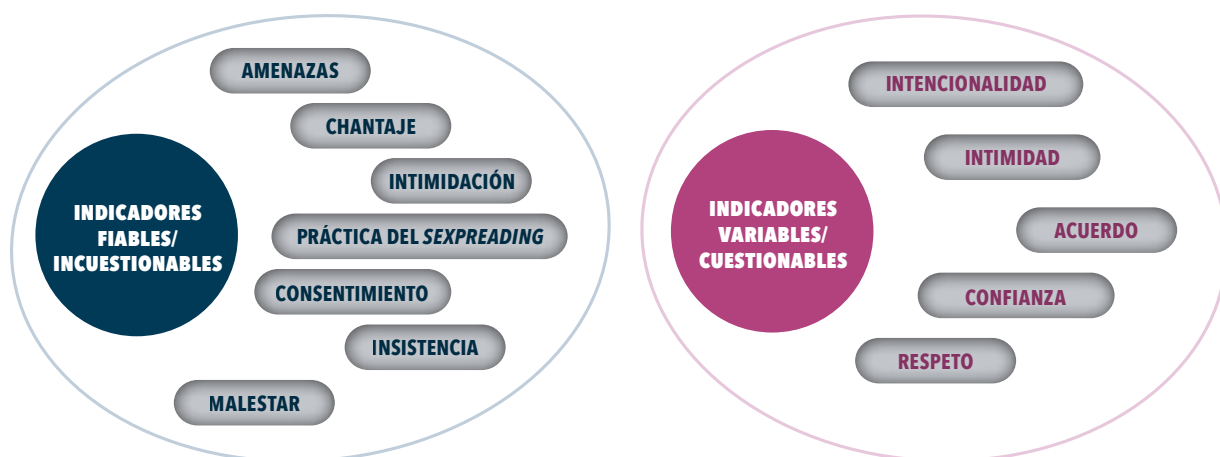 INDICADORES
FIABLES/
INCUESTIONABLES
AMENAZAS
CHANTAJE
INTIMIDACIÓN
PRÁCTICA DEL SEXPREADING
CONSENTIMIENTO
INSISTENCIA
MALESTAR
INDICADORES
VARIABLES/
CUESTIONABLES
INTENCIONALIDAD
INTIMIDAD
ACUERDO
CONFIANZA
RESPETO